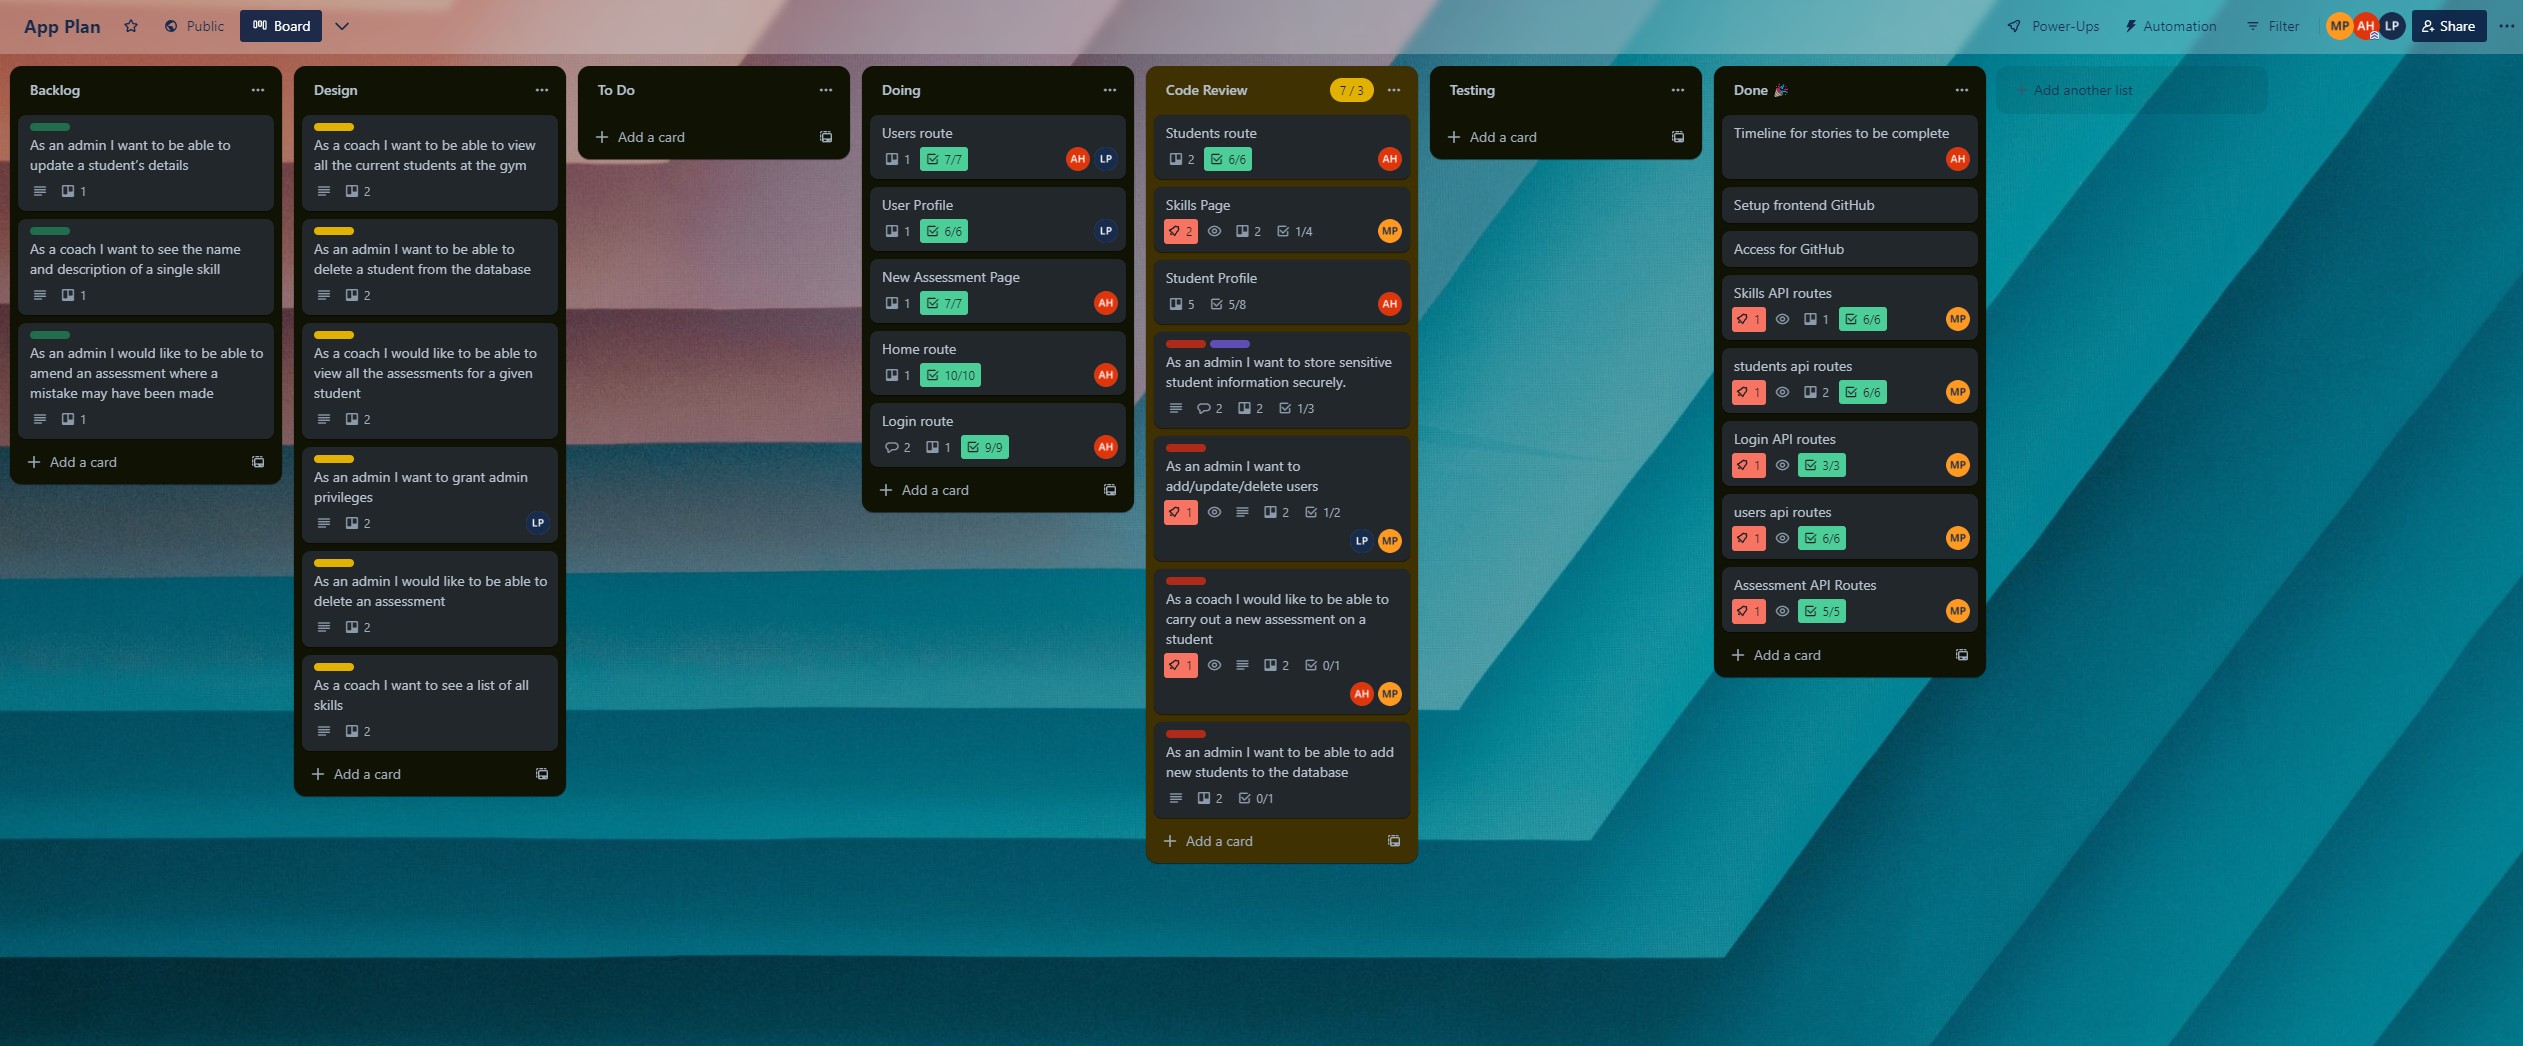 App Plan
Public
Board
Power-Ups
Automation
Filter
MP
AH
LP
Share
Backlog
As an admin I want to be able to
update a student's details
1
As a coach I want to see the name
and description of a single skill
1
As an admin I would like to be able to
amend an assessment where a
mistake may have been made
1
Add a card
Design
As a coach I want to be able to view
all the current students at the gym
2
As an admin I want to be able to
delete a student from the database
2
As a coach I would like to be able to
view all the assessments for a given
student
2
As an admin I want to grant admin
privileges
2
LP
As an admin I would like to be able to
delete an assessment
2
As a coach I want to see a list of all
skills
2
Add a card
To Do
Add a card
Doing
Users route
1 7/7 AH LP
User Profile
1 6/6 LP
New Assessment Page
1 7/7 AH
Home route
1 10/10 AH
Login route
2 1 9/9 AH
Add a card
Code Review
7 / 3
Students route
2 6/6 AH
Skills Page
2 2 1/4 MP
Student Profile
5 5/8 AH
As an admin I want to store sensitive
student information securely.
2 2 1/3
As an admin I want to
add/update/delete users
1 2 1/2
LP MP
As a coach I would like to be able to
carry out a new assessment on a
student
1 2 0/1
AH MP
As an admin I want to be able to add
new students to the database
2 0/1
Add a card
Testing
Add a card
Done
Timeline for stories to be complete
AH
Setup frontend GitHub
Access for GitHub
Skills API routes
1 1 6/6 MP
students api routes
1 2 6/6 MP
Login API routes
1 3/3 MP
users api routes
1 6/6 MP
Assessment API Routes
1 5/5 MP
Add a card
Add another list